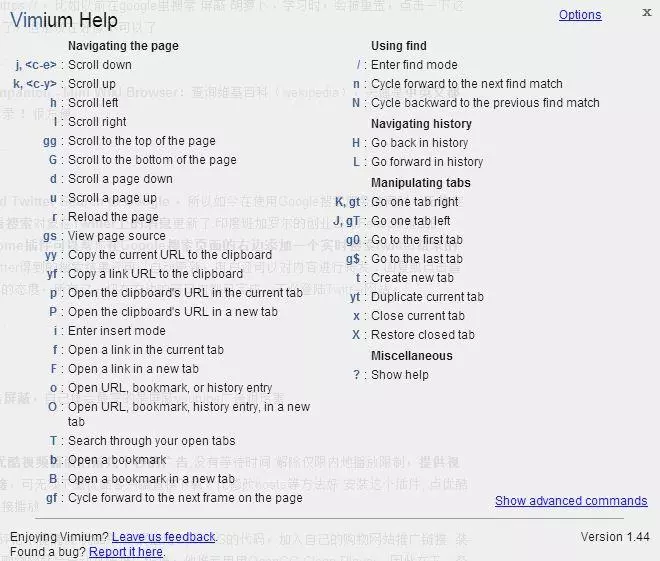 Vimium Help
Options
x
Navigating the page
j, <c-e> : Scroll down
k, <c-y> : Scroll up
h : Scroll left
l : Scroll right
gg : Scroll to the top of the page
G : Scroll to the bottom of the page
d : Scroll a page down
u : Scroll a page up
r : Reload the page
gs : View page source
yy : Copy the current URL to the clipboard
yf : Copy a link URL to the clipboard
p : Open the clipboard's URL in the current tab
P : Open the clipboard's URL in a new tab
i : Enter insert mode
f : Open a link in the current tab
F : Open a link in a new tab
o : Open URL, bookmark, or history entry
O : Open URL, bookmark, history entry, in a new
tab
T : Search through your open tabs
b : Open a bookmark
B : Open a bookmark in a new tab
gf : Cycle forward to the next frame on the page
Using find
/ : Enter find mode
n : Cycle forward to the next find match
N : Cycle backward to the previous find match
Navigating history
H : Go back in history
L : Go forward in history
Manipulating tabs
K, gt : Go one tab right
J, gT : Go one tab left
g0 : Go to the first tab
g$ : Go to the last tab
t : Create new tab
yt : Duplicate current tab
x : Close current tab
X : Restore closed tab
Miscellaneous
? : Show help
Show advanced commands
Enjoying Vimium? Leave us feedback.
Found a bug? Report it here.
Version 1.44